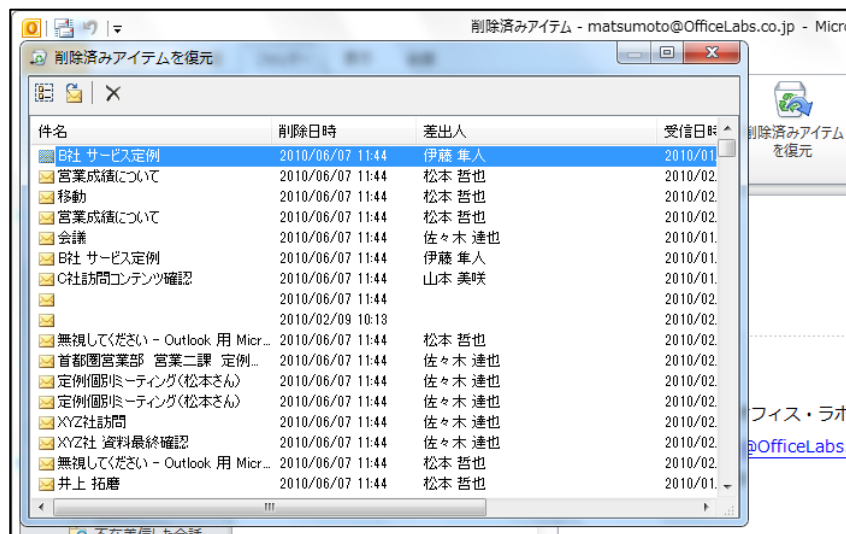 削除済みアイテム - matsumoto@OfficeLabs.co.jp - Micr
削除済みアイテムを復元
件名 削除日時 差出人 受信日時
B社 サービス定例 2010/06/07 11:44 伊藤 隼人 2010/01
営業成績について 2010/06/07 11:44 松本 哲也 2010/02
移動 2010/06/07 11:44 松本 哲也 2010/02
営業成績について 2010/06/07 11:44 松本 哲也 2010/02
会議 2010/06/07 11:44 佐々木 達也 2010/01
B社 サービス定例 2010/06/07 11:44 伊藤 隼人 2010/01
C社訪問コンテンツ確認 2010/06/07 11:44 山本 美咲 2010/01
2010/06/07 11:44 2010/02
2010/02/09 10:13 2010/02
無視してください - Outlook 用 Micr... 2010/06/07 11:44 松本 哲也 2010/02
首都圏営業部 営業二課 定例... 2010/06/07 11:44 佐々木 達也 2010/02
定例個別ミーティング(松本さん) 2010/06/07 11:44 佐々木 達也 2010/02
定例個別ミーティング(松本さん) 2010/06/07 11:44 佐々木 達也 2010/02
XYZ社訪問 2010/06/07 11:44 佐々木 達也 2010/02
XYZ社 資料最終確認 2010/06/07 11:44 佐々木 達也 2010/02
無視してください - Outlook 用 Micr... 2010/06/07 11:44 松本 哲也 2010/02
井上 拓磨 2010/06/07 11:44 松本 哲也 2010/01
削除済みアイテム
を復元
フィス・ラボ
@OfficeLabs.